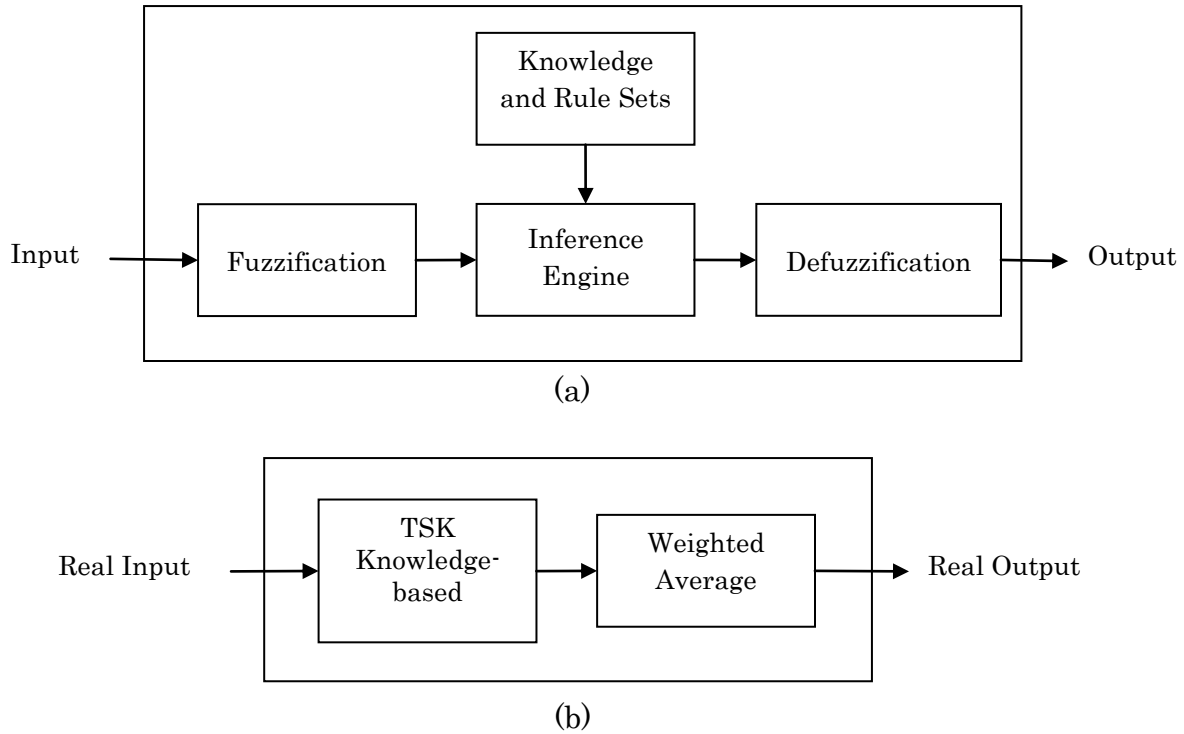 Knowledge
and Rule Sets
Input
Fuzzification
Inference
Engine
Defuzzification
Output
(a)
Real Input
TSK
Knowledge-
based
Weighted
Average
Real Output
(b)